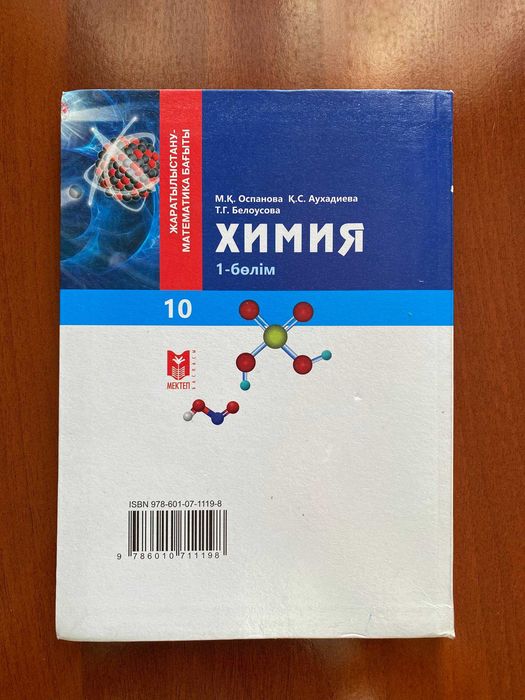 ЖАРАТЫЛЫСТАНУ-
МАТЕМАТИКА БАҒЫТЫ
М.Қ. Оспанова Қ.С. Аухадиева
Т.Г. Белоусова
ХИМИЯ
1-бөлім
10
МЕКТЕП
БАСПАСЫ
ISBN 978-601-07-1119-8
9 786010 711198